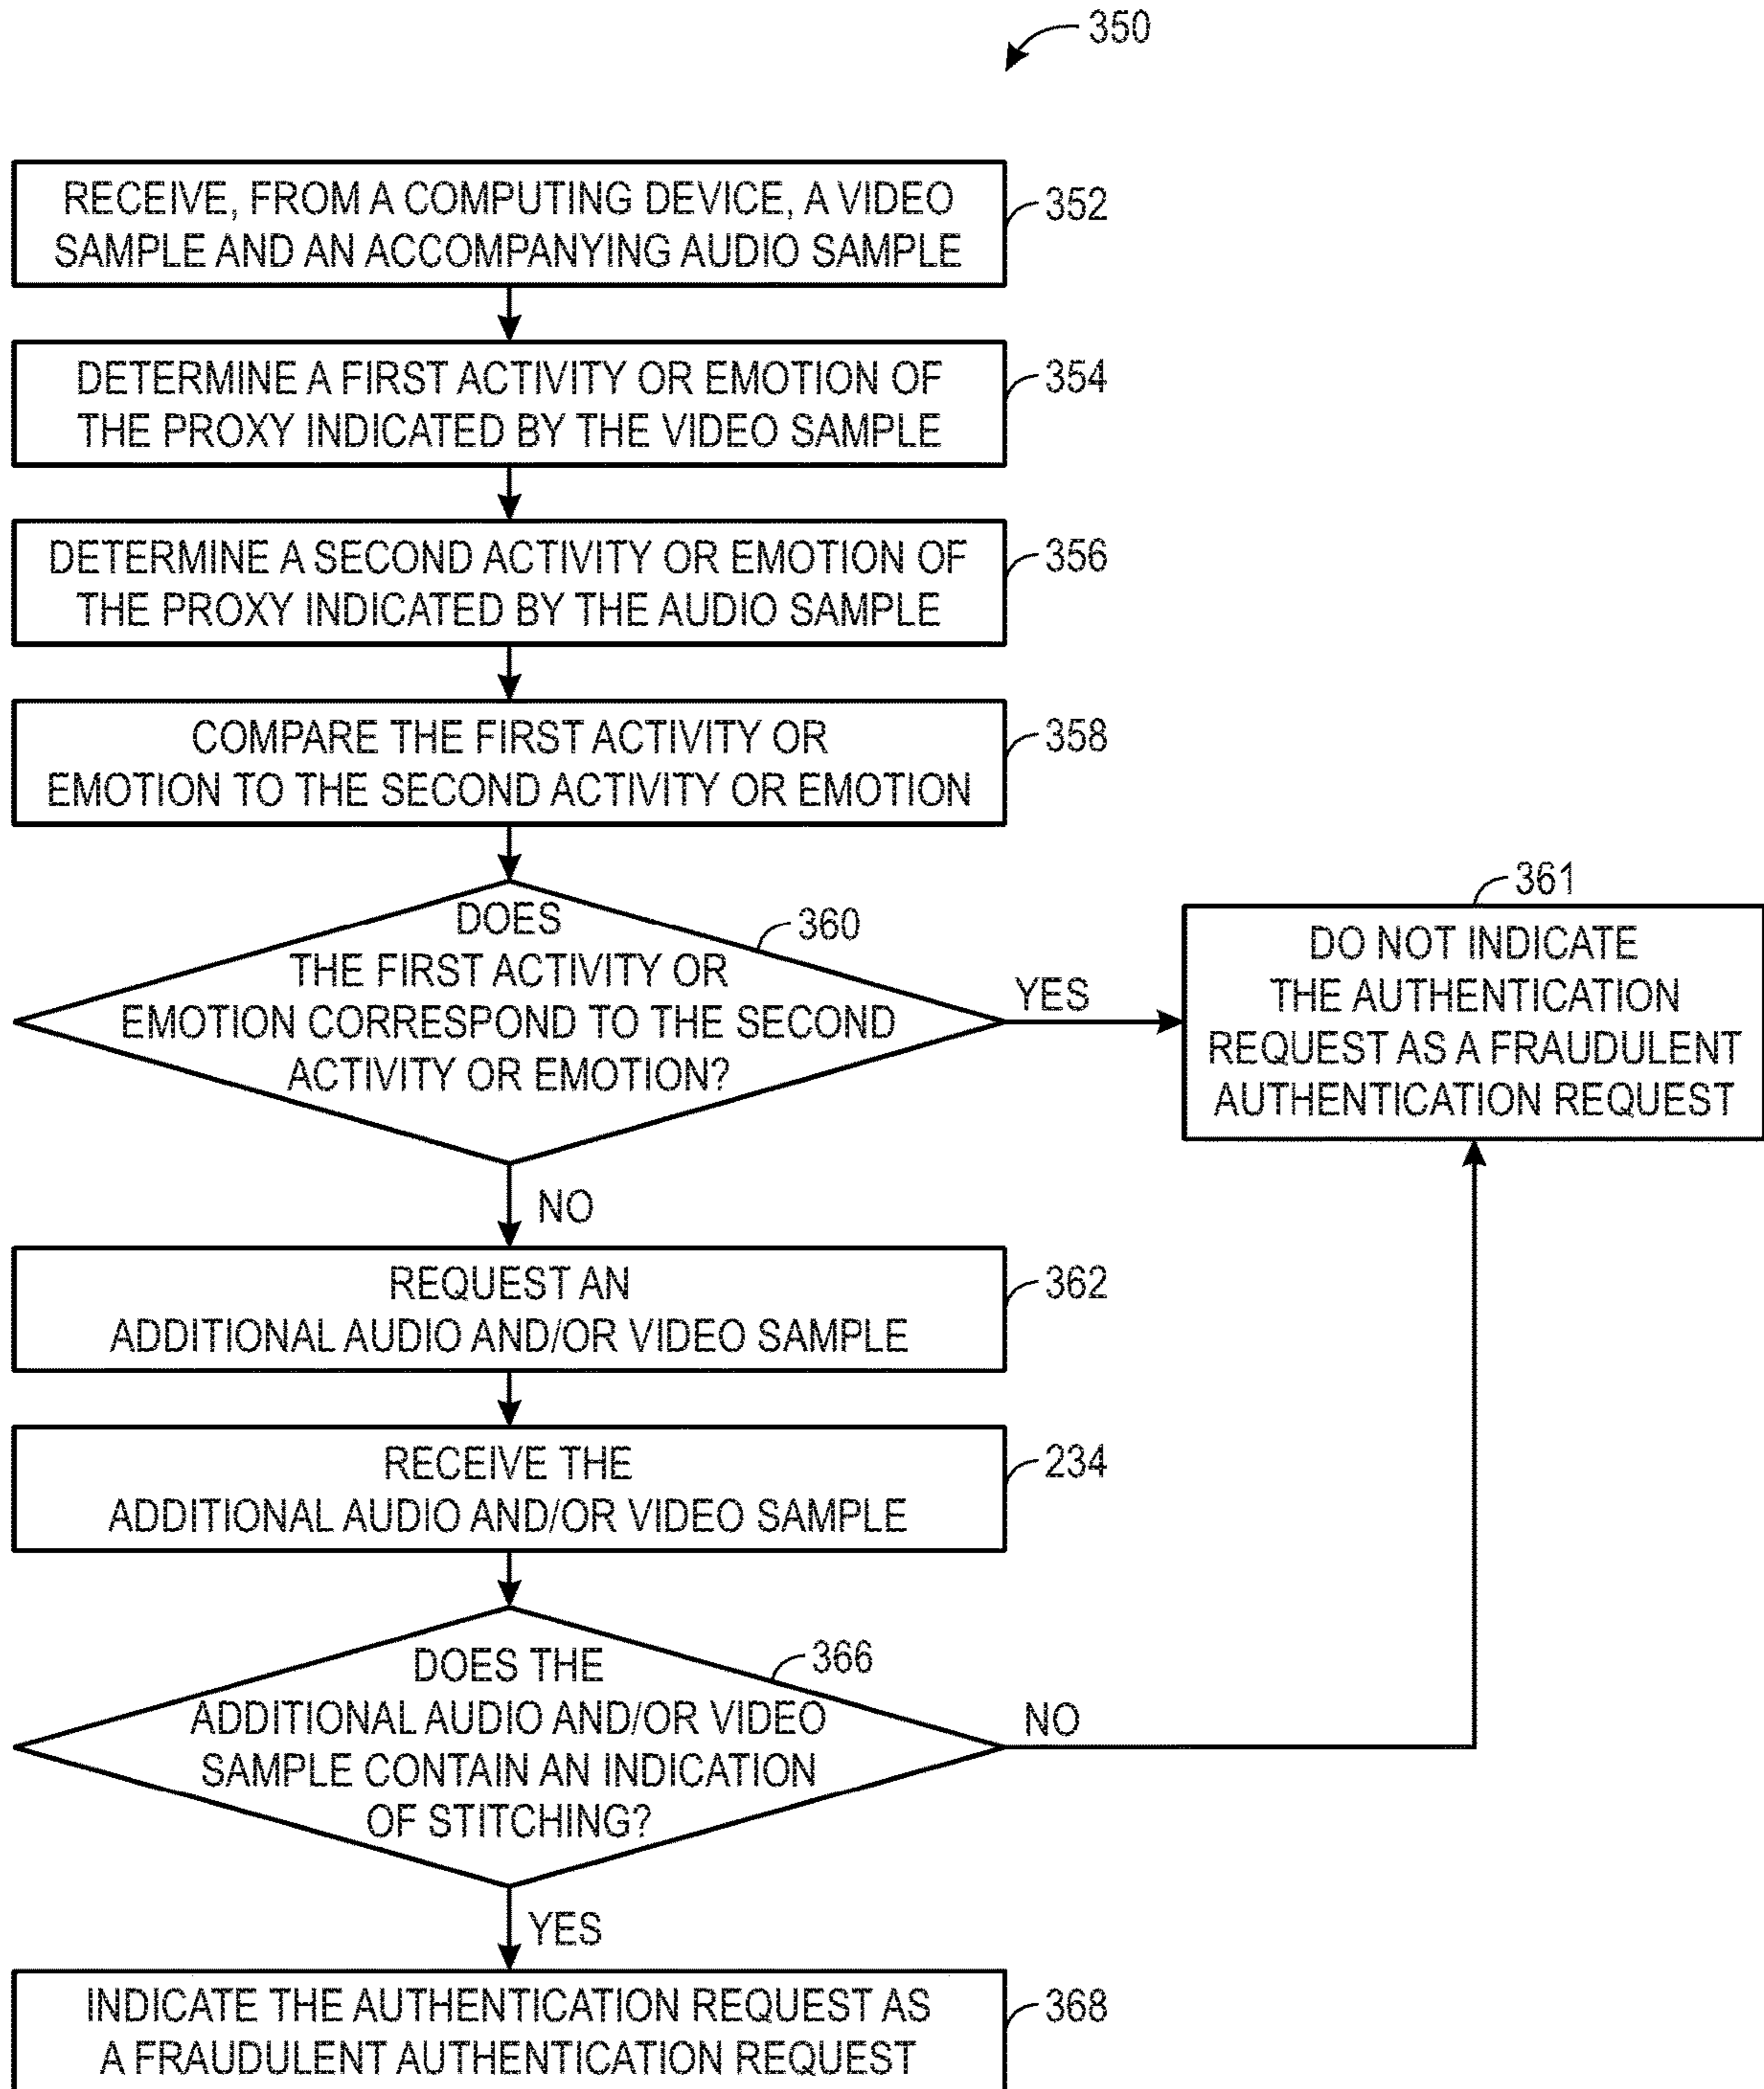 350
RECEIVE, FROM A COMPUTING DEVICE, A VIDEO
SAMPLE AND AN ACCOMPANYING AUDIO SAMPLE
352
DETERMINE A FIRST ACTIVITY OR EMOTION OF
THE PROXY INDICATED BY THE VIDEO SAMPLE
354
DETERMINE A SECOND ACTIVITY OR EMOTION OF
THE PROXY INDICATED BY THE AUDIO SAMPLE
356
COMPARE THE FIRST ACTIVITY OR
EMOTION TO THE SECOND ACTIVITY OR EMOTION
358
DOES
THE FIRST ACTIVITY OR
EMOTION CORRESPOND TO THE SECOND
ACTIVITY OR EMOTION?
360
YES
361
DO NOT INDICATE
THE AUTHENTICATION
REQUEST AS A FRAUDULENT
AUTHENTICATION REQUEST
NO
REQUEST AN
ADDITIONAL AUDIO AND/OR VIDEO SAMPLE
362
RECEIVE THE
ADDITIONAL AUDIO AND/OR VIDEO SAMPLE
234
DOES THE
ADDITIONAL AUDIO AND/OR VIDEO
SAMPLE CONTAIN AN INDICATION
OF STITCHING?
366
NO
YES
INDICATE THE AUTHENTICATION REQUEST AS
A FRAUDULENT AUTHENTICATION REQUEST
368